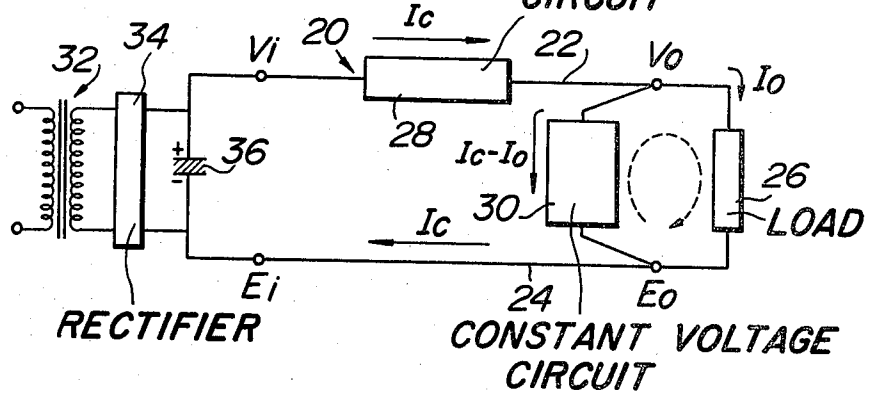 CIRCUIT
Ic
34
20
Vi
22
Vo
32
Io
28
+
36
Ic-Io
-
30
26
LOAD
Ic
Ei
24
Eo
RECTIFIER
CONSTANT VOLTAGE
CIRCUIT